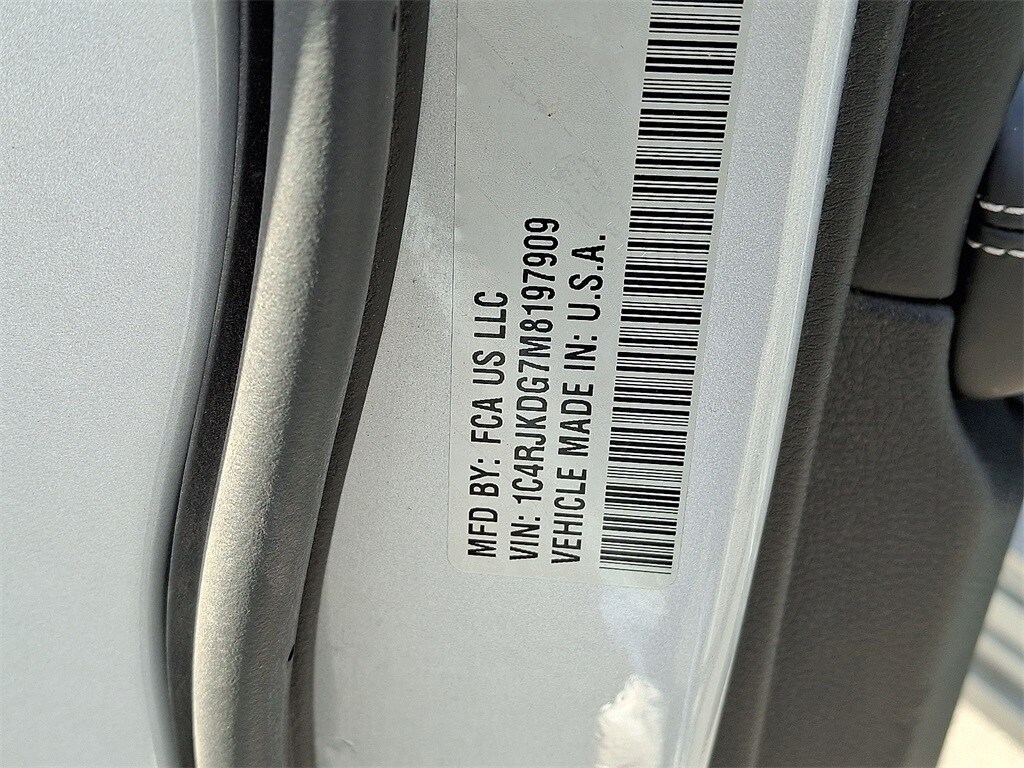 MFD BY: FCA US LLC
VIN: 1C4RJKDG7M8197909
VEHICLE MADE IN: U.S.A.